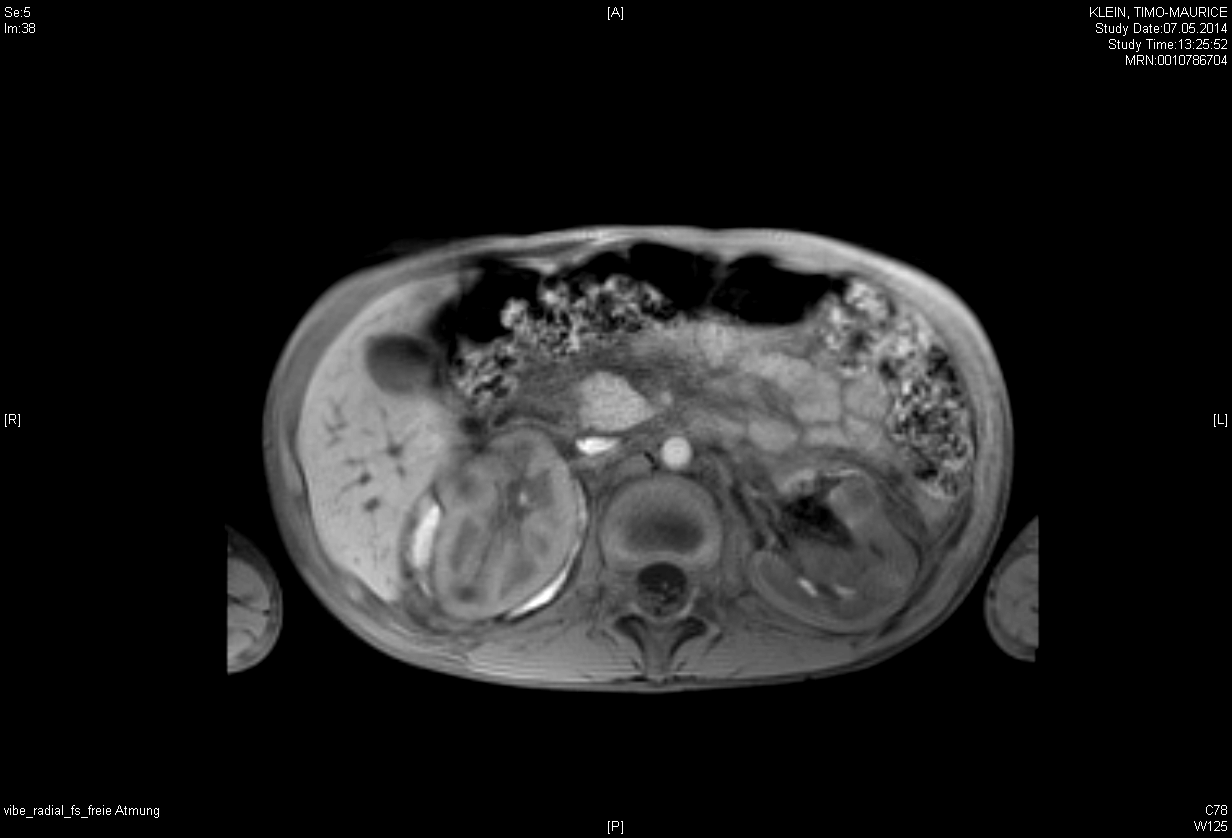 Se:5
Im:38
[A]
KLEIN, TIMO-MAURICE
Study Date:07.05.2014
Study Time:13:25:52
MRN:0010786704
[R]
[L]
vibe_radial_fs_freie Atmung
[P]
C78
W125